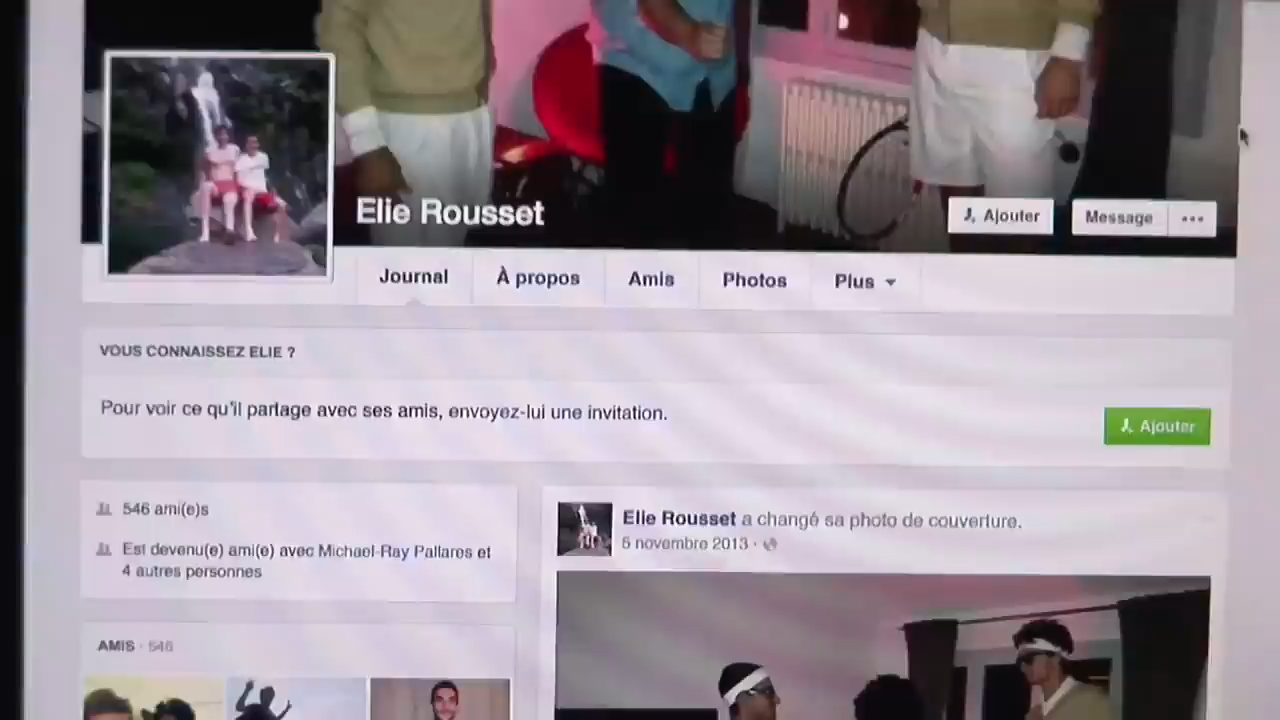 Elie Rousset
Ajouter
Message
Journal
À propos
Amis
Photos
Plus
VOUS CONNAISSEZ ELIE ?
Pour voir ce qu'il partage avec ses amis, envoyez-lui une invitation.
Ajouter
546 ami(e)s
Est devenu(e) ami(e) avec Michael-Ray Pallares et
4 autres personnes
AMIS · 546
Elie Rousset a changé sa photo de couverture.
5 novembre 2013 ·